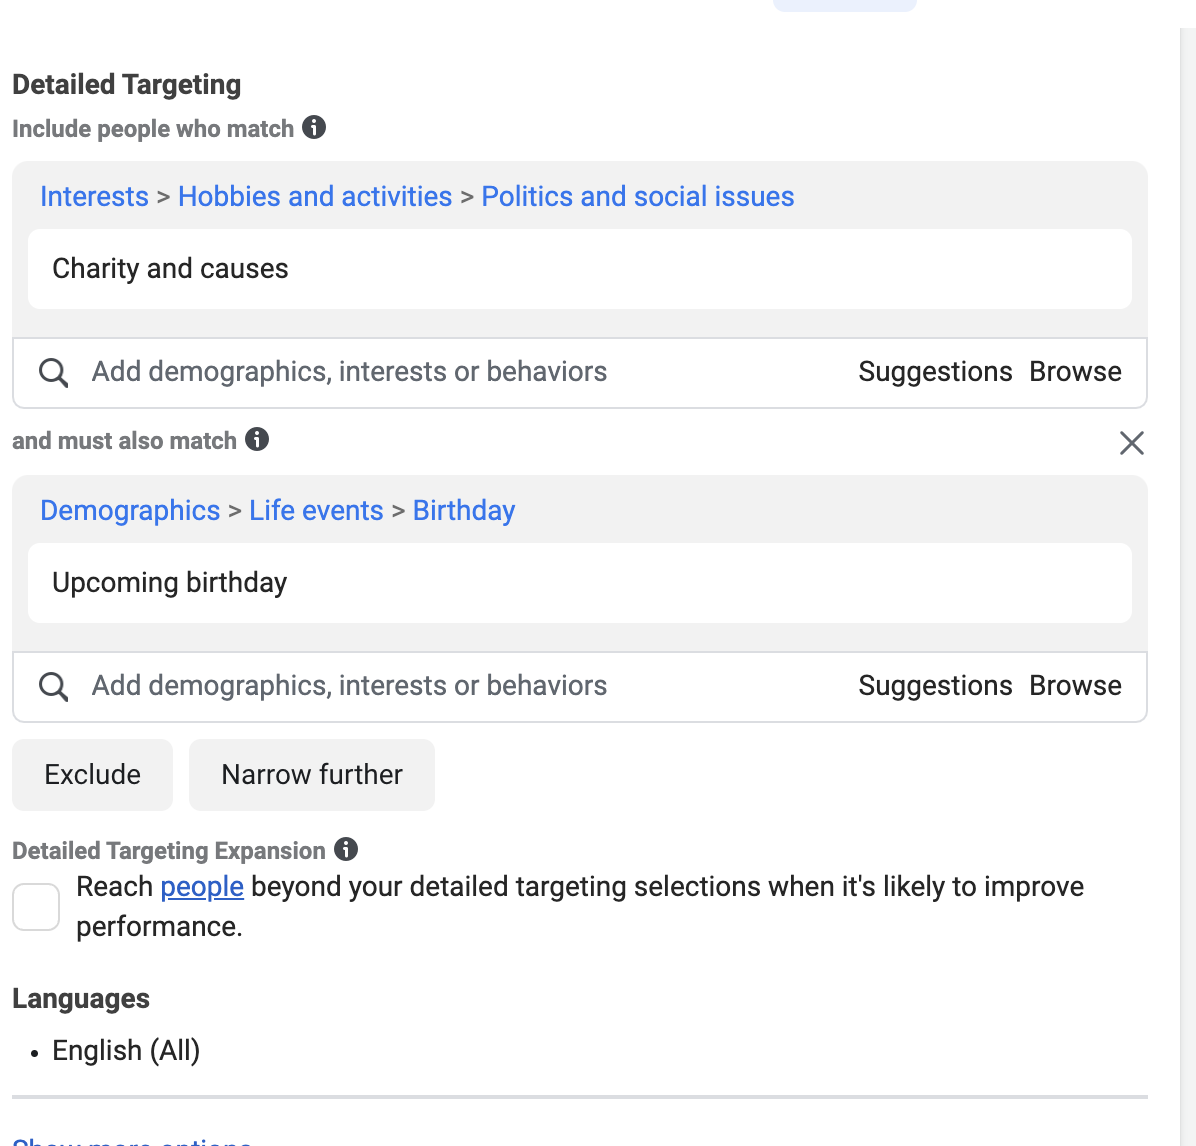 Detailed Targeting
Include people who match
Interests > Hobbies and activities > Politics and social issues
Charity and causes
Add demographics, interests or behaviors Suggestions Browse
and must also match
Demographics > Life events > Birthday
Upcoming birthday
Add demographics, interests or behaviors Suggestions Browse
Exclude Narrow further
Detailed Targeting Expansion
Reach people beyond your detailed targeting selections when it's likely to improve
performance.
Languages
• English (All)
Show more options